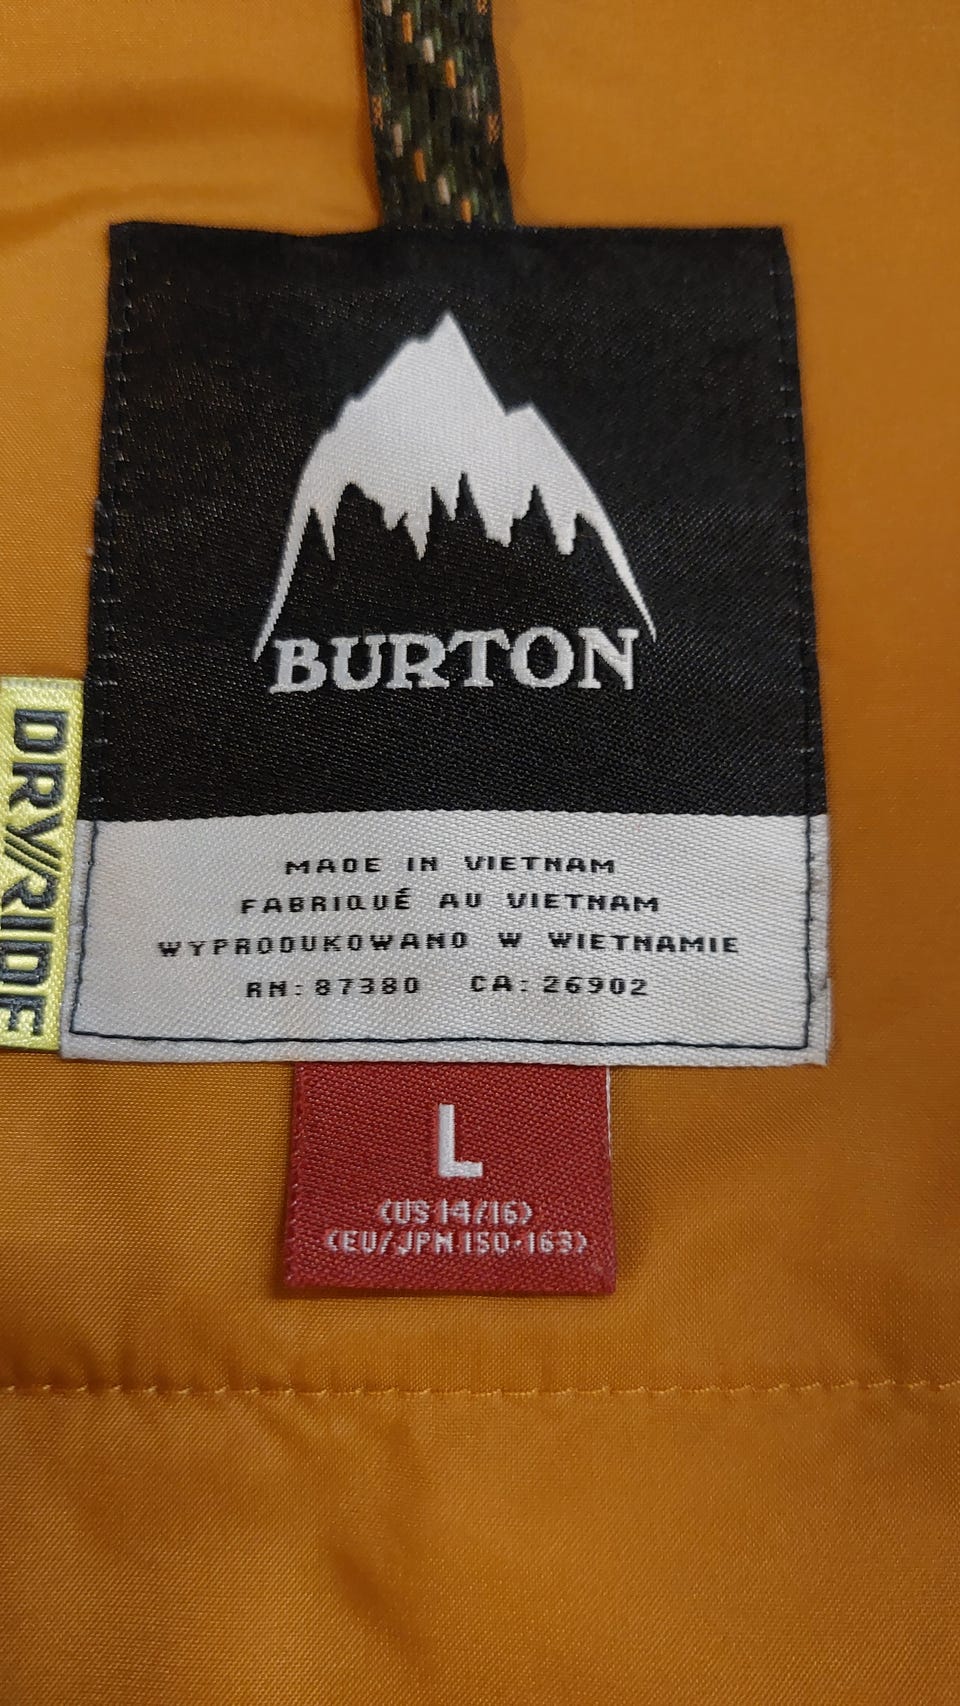 BURTON
DRY//RIDE
MADE IN VIETNAM
FABRIQUÉ AU VIETNAM
WYPRODUKOWANO W WIETNAMIE
RN: 87380 CA: 26902
L
(US 14/16)
(EU/JPN 150-163)